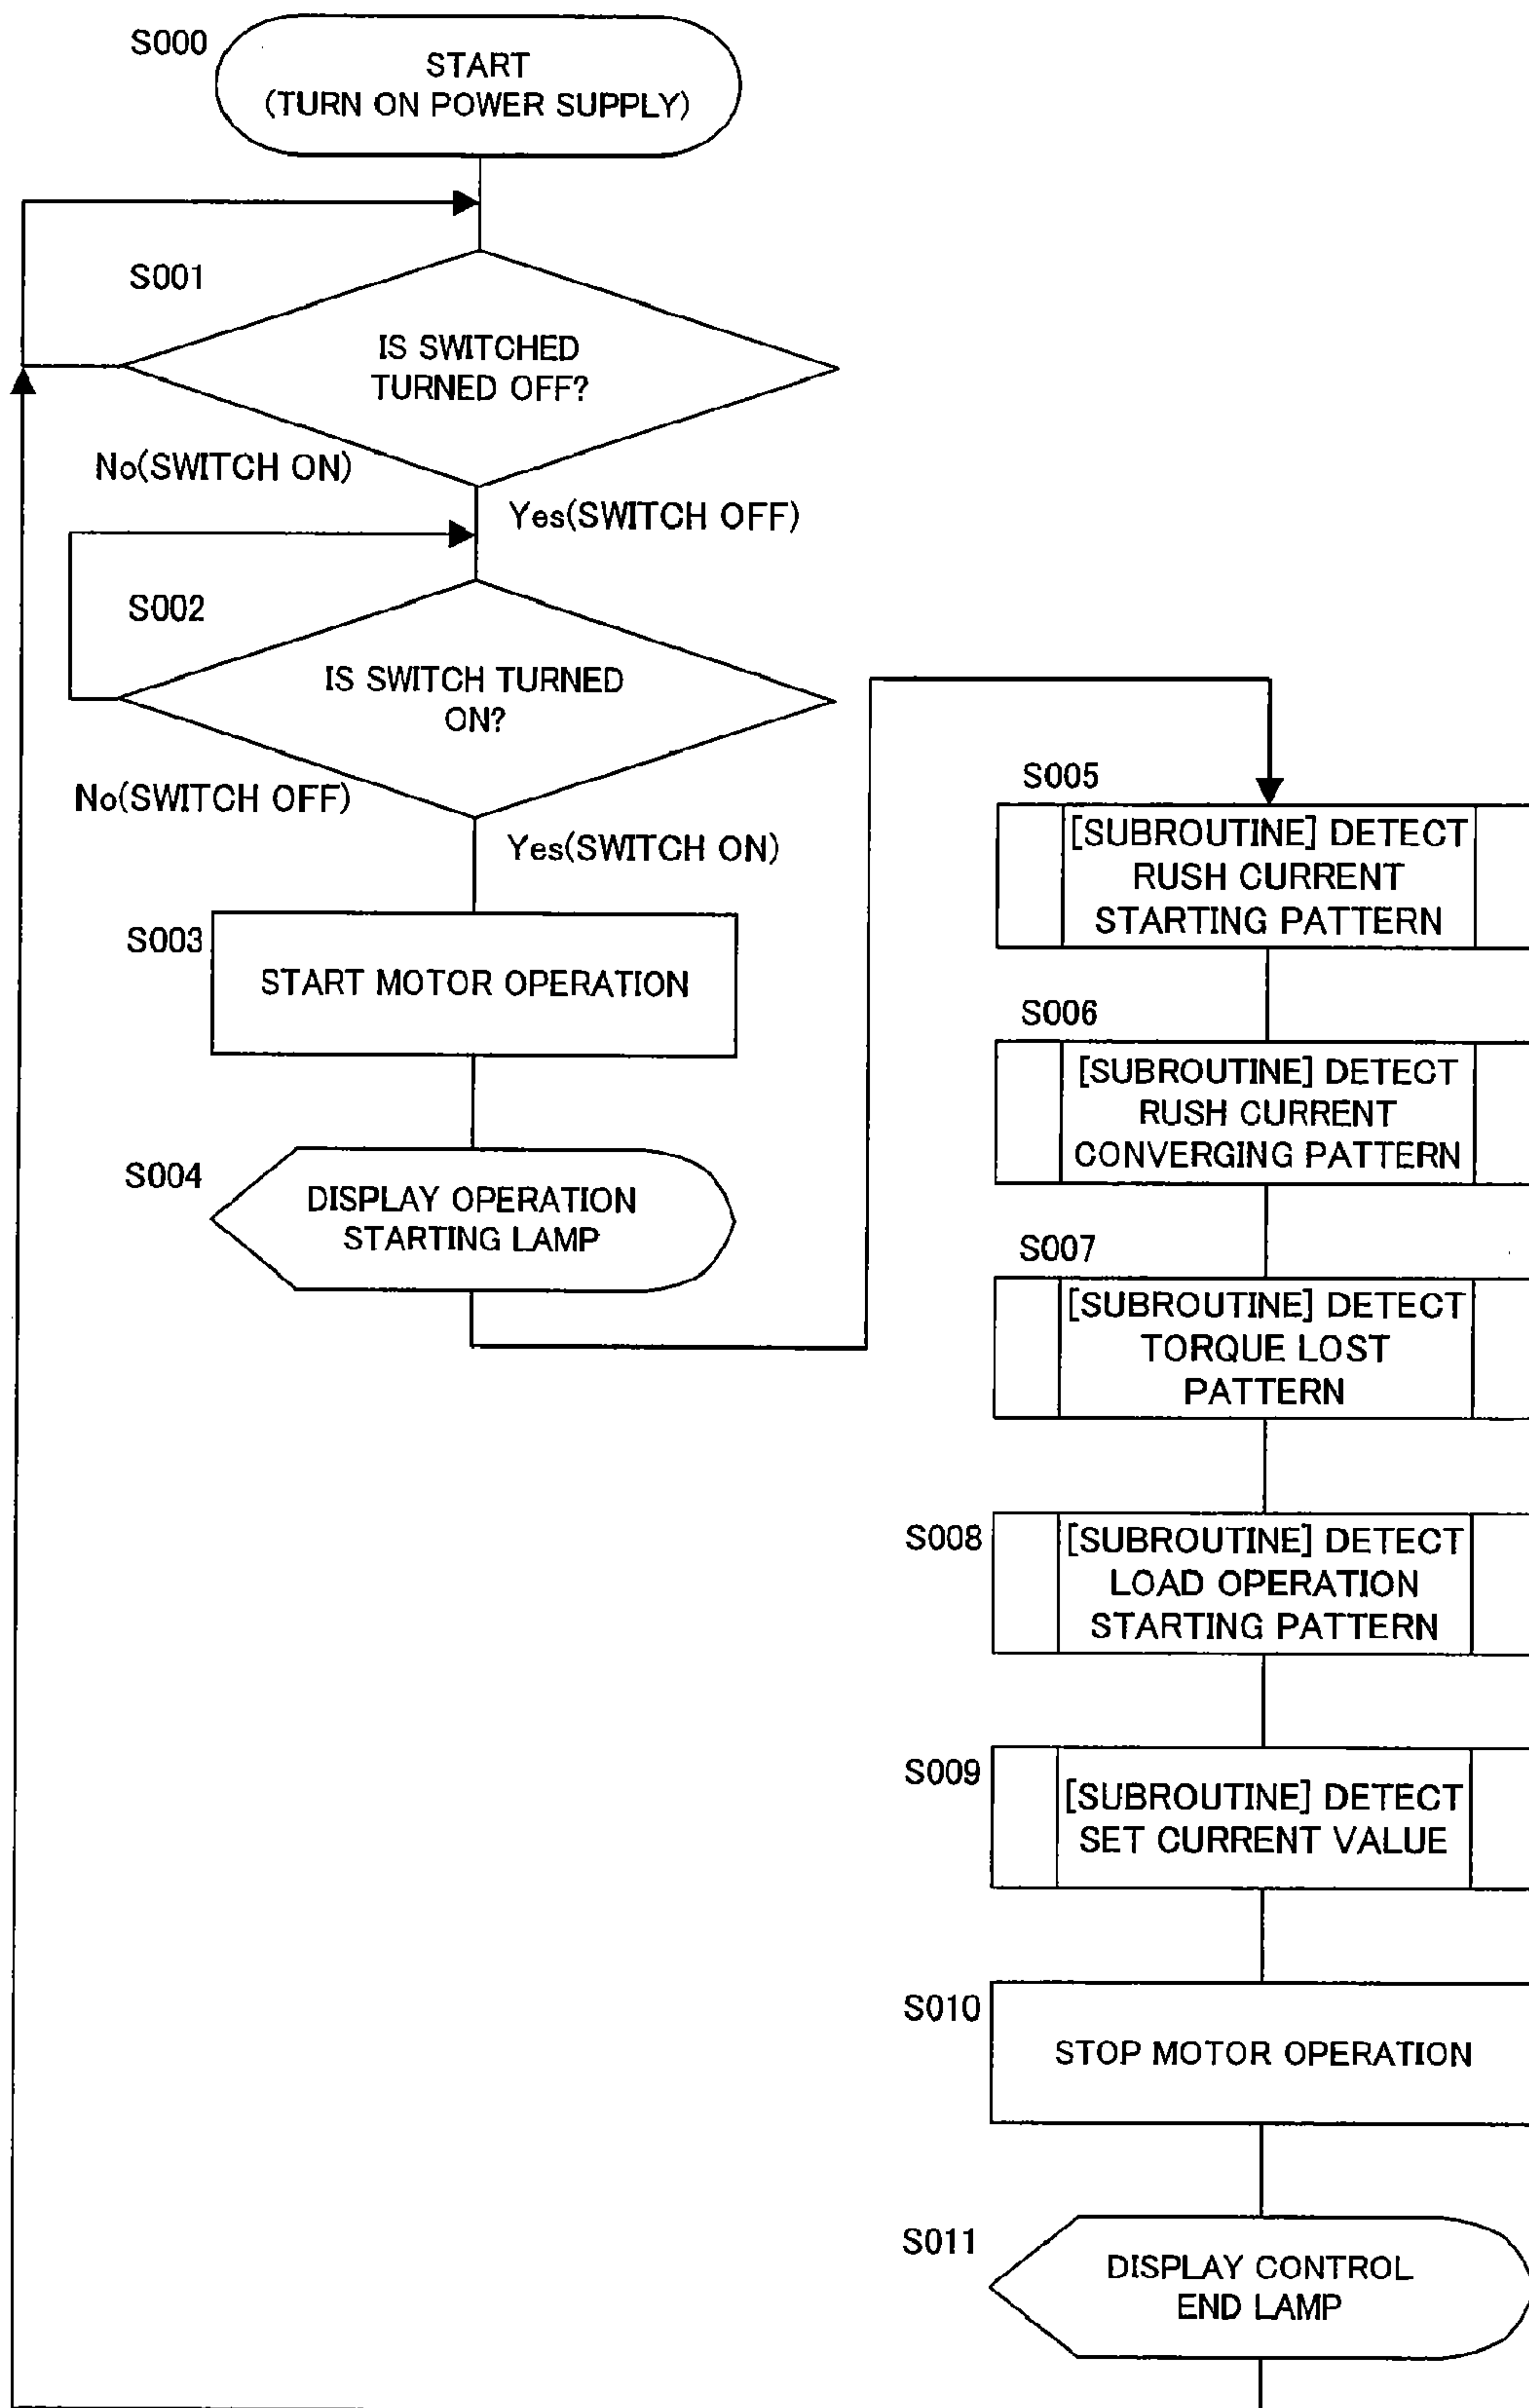 S000
START
(TURN ON POWER SUPPLY)
S001
IS SWITCHED
TURNED OFF?
No(SWITCH ON)
Yes(SWITCH OFF)
S002
IS SWITCH TURNED
ON?
No(SWITCH OFF)
Yes(SWITCH ON)
S003
START MOTOR OPERATION
S004
DISPLAY OPERATION
STARTING LAMP
S005
[SUBROUTINE] DETECT
RUSH CURRENT
STARTING PATTERN
S006
[SUBROUTINE] DETECT
RUSH CURRENT
CONVERGING PATTERN
S007
[SUBROUTINE] DETECT
TORQUE LOST
PATTERN
S008
[SUBROUTINE] DETECT
LOAD OPERATION
STARTING PATTERN
S009
[SUBROUTINE] DETECT
SET CURRENT VALUE
S010
STOP MOTOR OPERATION
S011
DISPLAY CONTROL
END LAMP